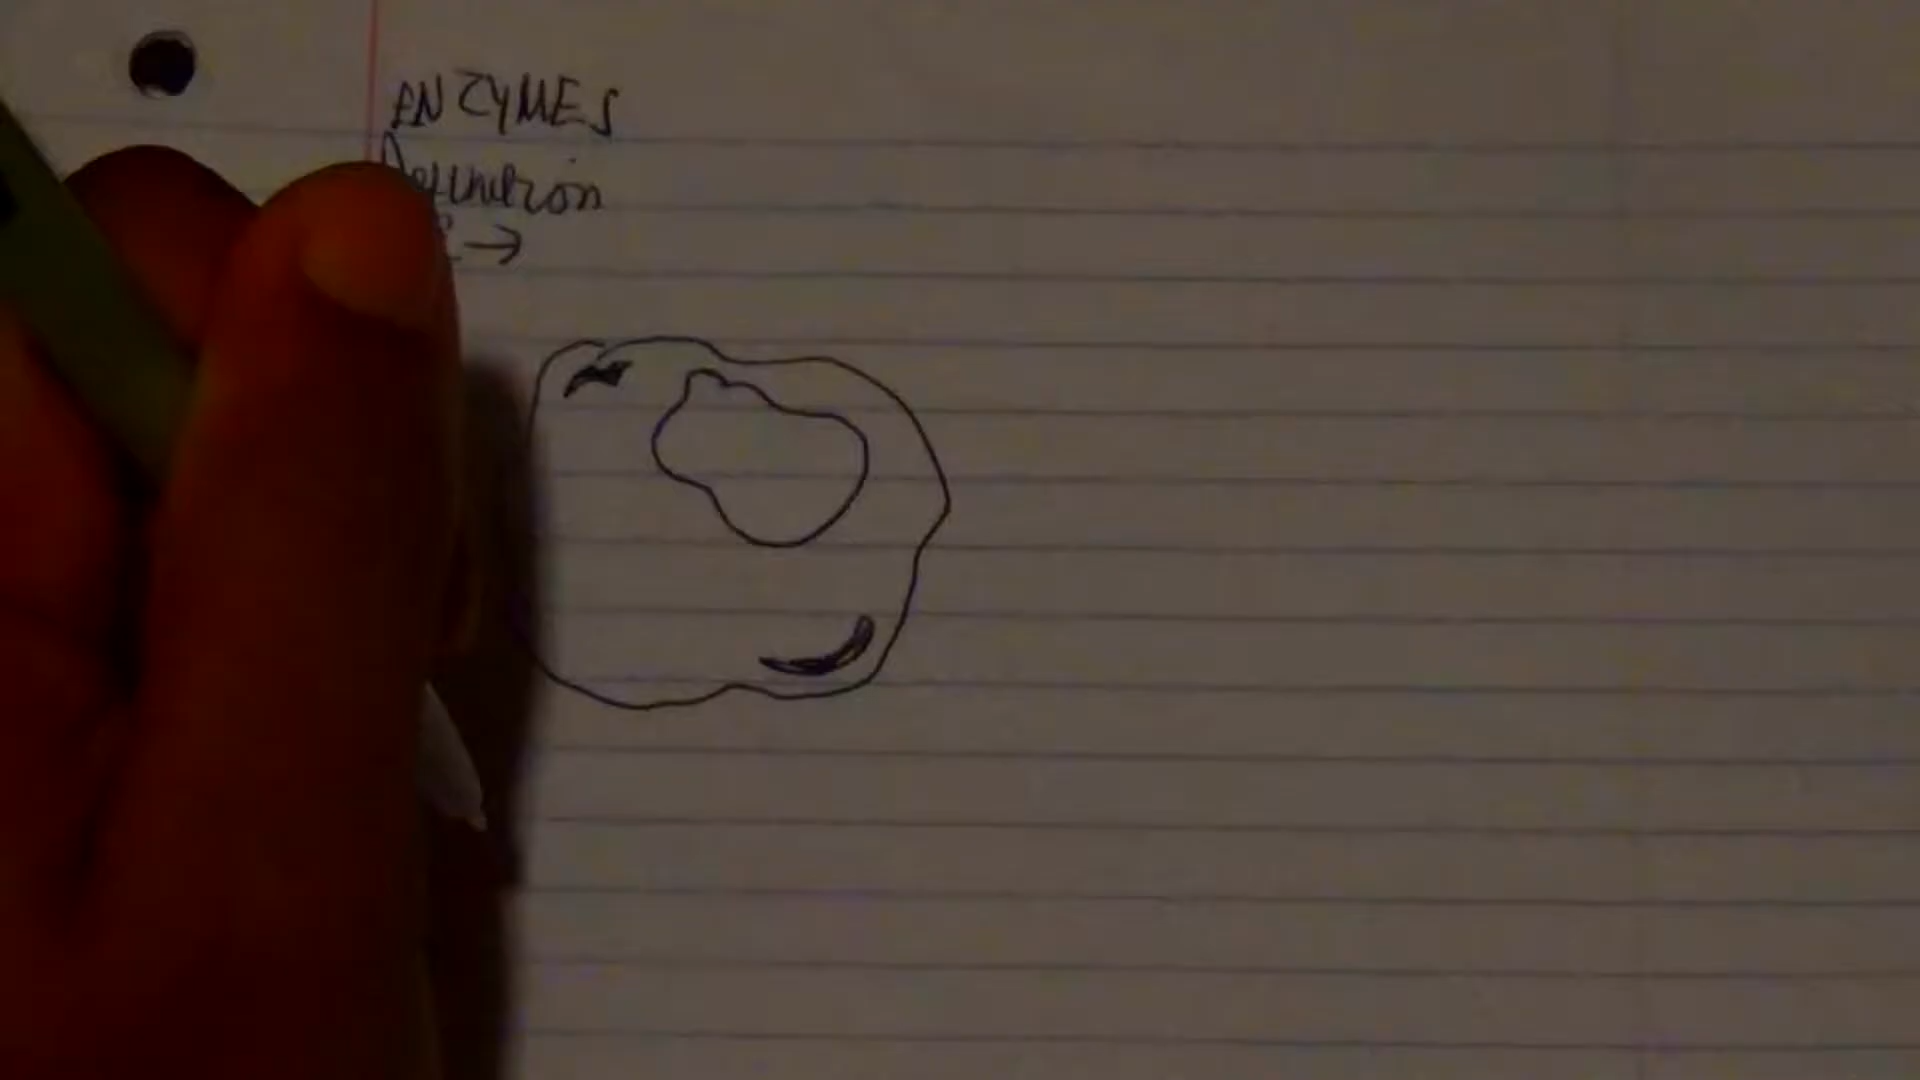 ENZYMES
Definition
→